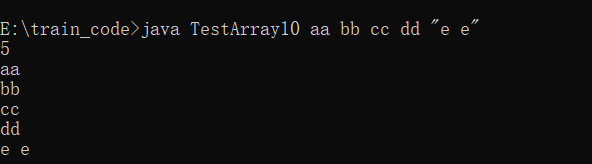 E:\train_code>java TestArray10 aa bb cc dd "e e"
5
aa
bb
cc
dd
e e